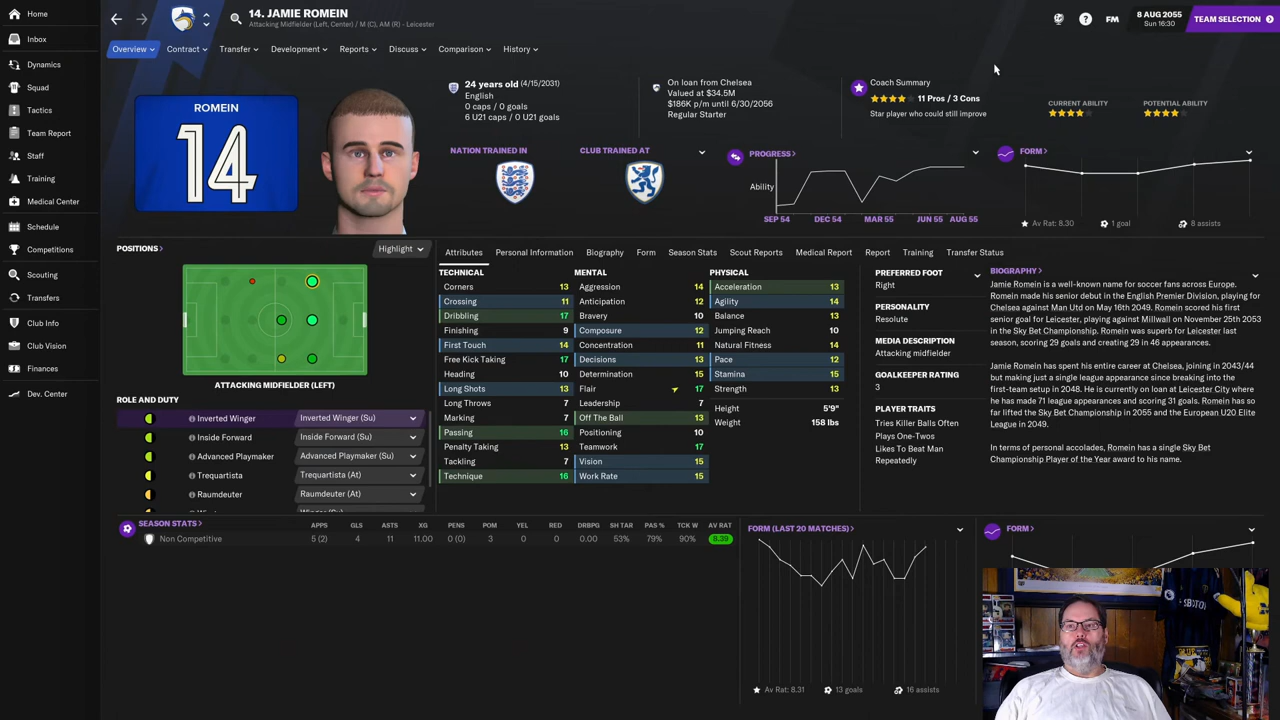 Home
Inbox
Dynamics
Squad
Tactics
Team Report
Staff
Training
Medical Center
Schedule
Competitions
Scouting
Transfers
Club Info
Club Vision
Finances
Dev. Center
14. JAMIE ROMEIN
Attacking Midfielder (Left, Center) / M (C), AM (R) - Leicester
FM
8 AUG 2055
Sun 16:30
TEAM SELECTION
Overview
Contract
Transfer
Development
Reports
Discuss
Comparison
History
ROMEIN
14
24 years old (4/15/2031)
English
0 caps / 0 goals
6 U21 caps / 0 U21 goals
On loan from Chelsea
Valued at $34.5M
$186K p/m until 6/30/2056
Regular Starter
Coach Summary
11 Pros / 3 Cons
Star player who could still improve
CURRENT ABILITY
POTENTIAL ABILITY
NATION TRAINED IN
CLUB TRAINED AT
PROGRESS
Ability
SEP 54
DEC 54
MAR 55
JUN 55
AUG 55
FORM
Av Rat: 8.30
1 goal
8 assists
POSITIONS
Highlight
ATTACKING MIDFIELDER (LEFT)
ROLE AND DUTY
Inverted Winger Inverted Winger (Su)
Inside Forward Inside Forward (Su)
Advanced Playmaker Advanced Playmaker (Su)
Trequartista Trequartista (At)
Raumdeuter Raumdeuter (At)
Attributes
Personal Information
Biography
Form
Season Stats
Scout Reports
Medical Report
Report
Training
Transfer Status
TECHNICAL
Corners 13
Crossing 11
Dribbling 17
Finishing 9
First Touch 14
Free Kick Taking 17
Heading 10
Long Shots 13
Long Throws 7
Marking 7
Passing 16
Penalty Taking 13
Tackling 7
Technique 16
MENTAL
Aggression 14
Anticipation 12
Bravery 10
Composure 12
Concentration 11
Decisions 13
Determination 15
Flair 17
Leadership 7
Off The Ball 13
Positioning 10
Teamwork 17
Vision 15
Work Rate 15
PHYSICAL
Acceleration 13
Agility 14
Balance 13
Jumping Reach 10
Natural Fitness 14
Pace 12
Stamina 15
Strength 13
Height 5'9"
Weight 158 lbs
PREFERRED FOOT
Right
PERSONALITY
Resolute
MEDIA DESCRIPTION
Attacking midfielder
GOALKEEPER RATING
3
PLAYER TRAITS
Tries Killer Balls Often
Plays One-Twos
Likes To Beat Man
Repeatedly
BIOGRAPHY
Jamie Romein is a well-known name for soccer fans across Europe.
Romein made his senior debut in the English Premier Division, playing for
Chelsea against Man Utd on May 16th 2049. Romein scored his first
senior goal for Leicester, playing against Millwall on November 25th 2053
in the Sky Bet Championship. Romein was superb for Leicester last
season, scoring 29 goals and creating 29 in 46 appearances.
Jamie Romein has spent his entire career at Chelsea, joining in 2043/44
but making just a single league appearance since breaking into the
first-team setup in 2048. He is currently on loan at Leicester City where
he has made 71 league appearances and scoring 31 goals. Romein has
so far lifted the Sky Bet Championship in 2055 and the European U20 Elite
League in 2049.
In terms of personal accolades, Romein has a single Sky Bet
Championship Player of the Year award to his name.
SEASON STATS
APPS GLS ASTS XG PENS POM YEL RED DRBPG SH TAR PAS % TCK W AV RAT
Non Competitive 5 (2) 4 11 11.00 0 (0) 3 0 0 0.00 53% 79% 90% 8.39
FORM (LAST 20 MATCHES)
Av Rat: 8.31
13 goals
16 assists
FORM